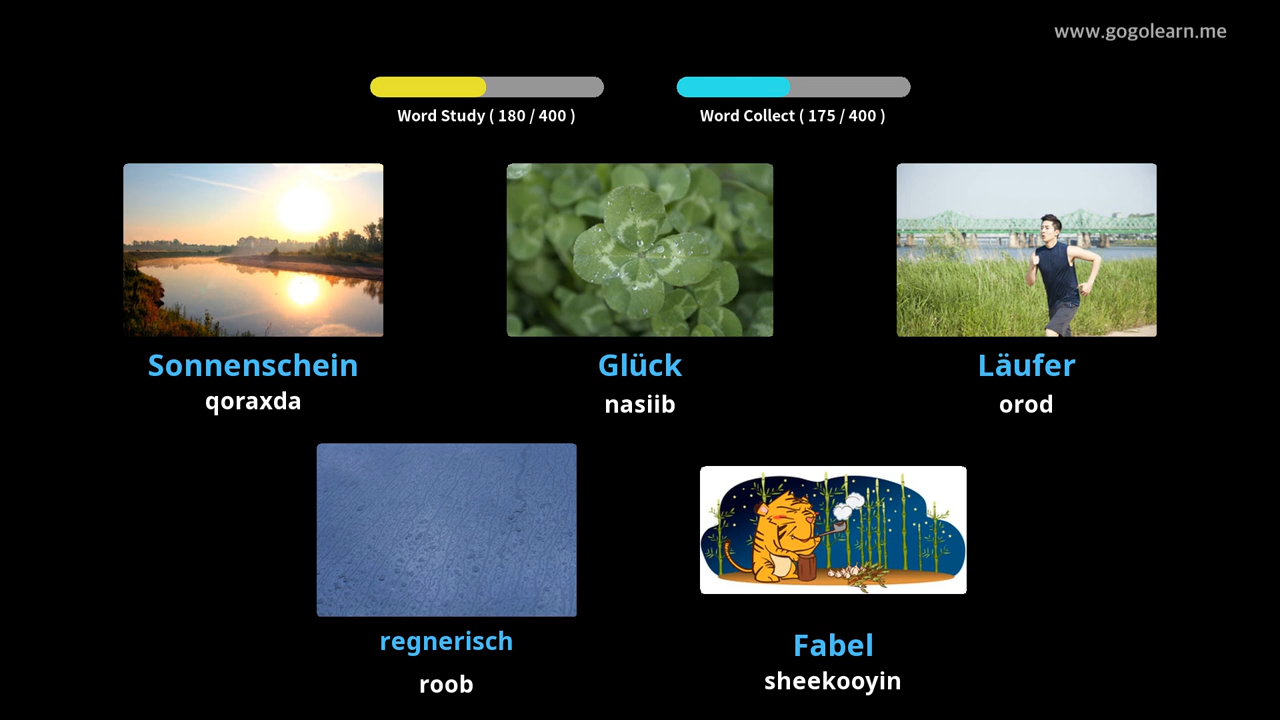 www.gogolearn.me
Word Study ( 180 / 400 )
Word Collect ( 175 / 400 )
Sonnenschein
qoraxda
Glück
nasiib
Läufer
orod
regnerisch
roob
Fabel
sheekooyin